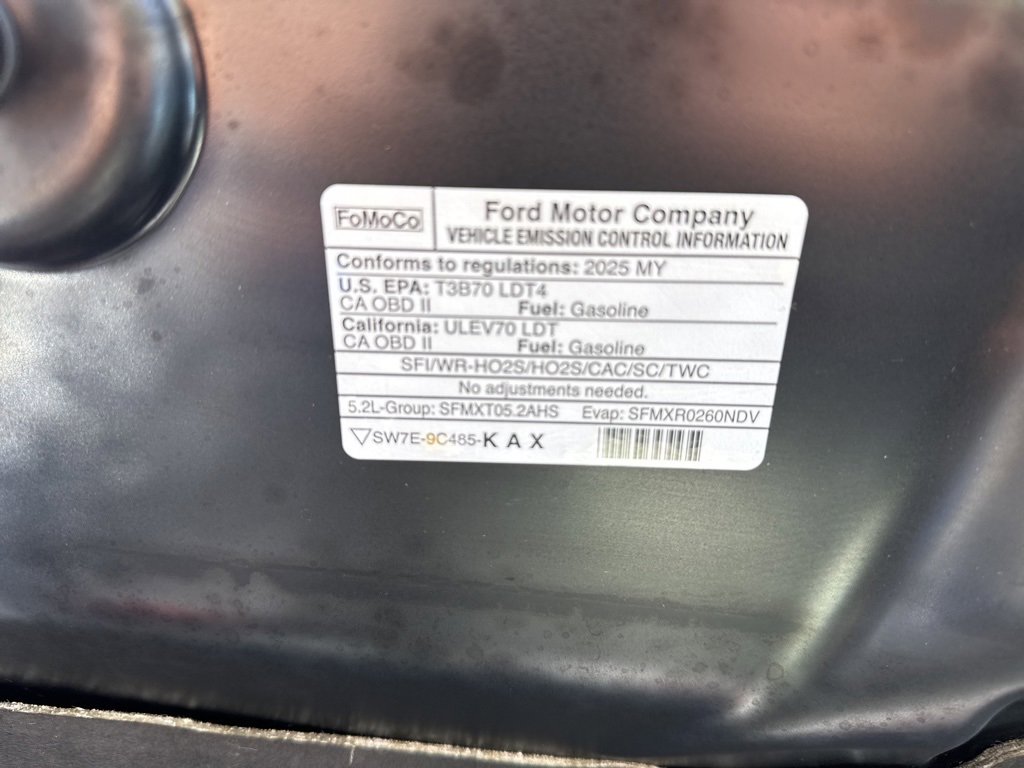 FoMoCo
Ford Motor Company
VEHICLE EMISSION CONTROL INFORMATION
Conforms to regulations: 2025 MY
U.S. EPA: T3B70 LDT4
CA OBD II Fuel: Gasoline
California: ULEV70 LDT
CA OBD II Fuel: Gasoline
SFI/WR-HO2S/HO2S/CAC/SC/TWC
No adjustments needed.
5.2L-Group: SFMXT05.2AHS Evap: SFMXR0260NDV
SW7E-9C485-K A X